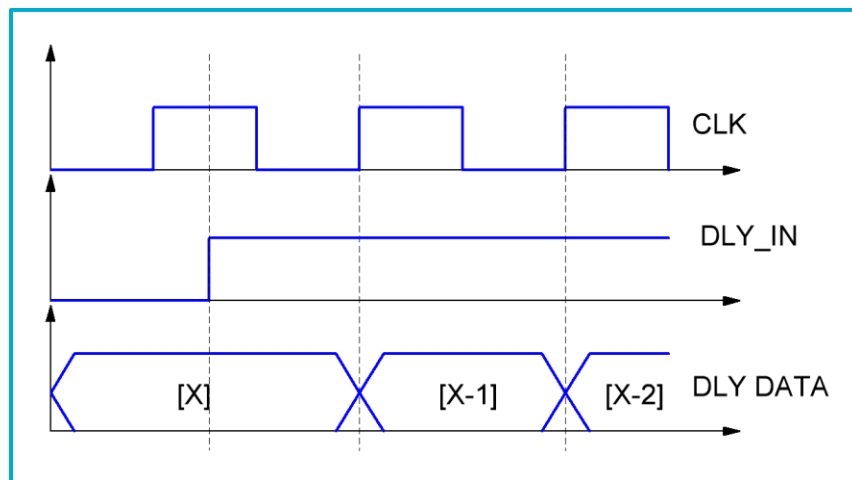 CLK
DLY_IN
[X]
[X-1]
[X-2]
DLY DATA